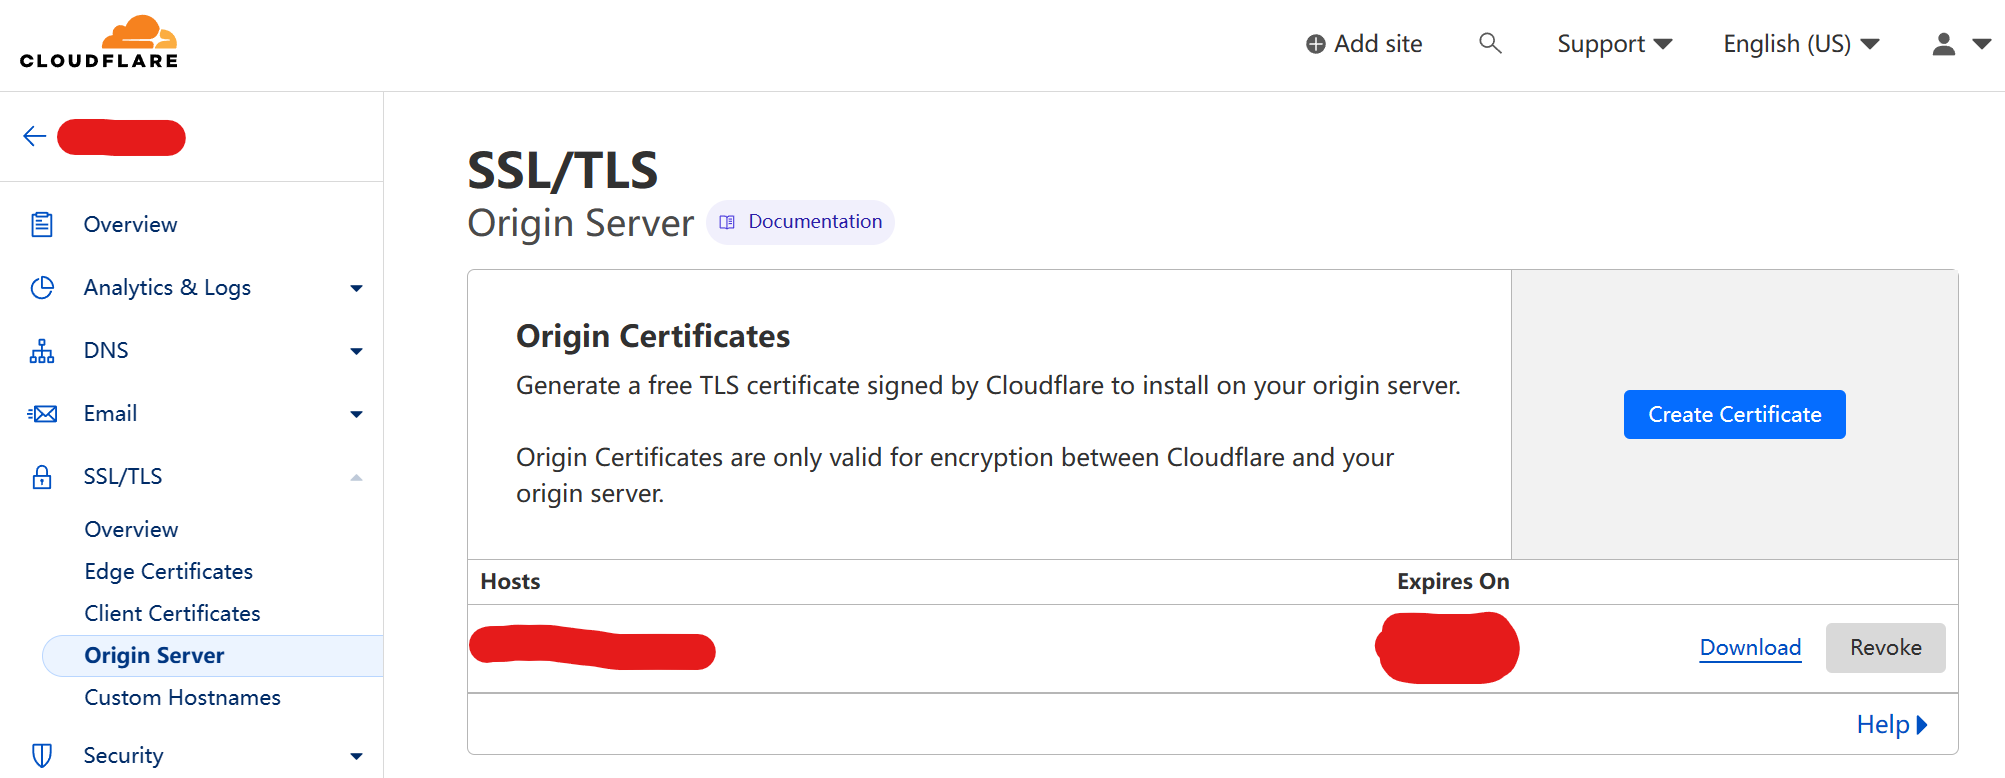 CLOUDFLARE
Add site
Support
English (US)
Overview
Analytics & Logs
DNS
Email
SSL/TLS
Overview
Edge Certificates
Client Certificates
Origin Server
Custom Hostnames
Security
SSL/TLS
Origin Server
Documentation
Origin Certificates
Generate a free TLS certificate signed by Cloudflare to install on your origin server.
Origin Certificates are only valid for encryption between Cloudflare and your
origin server.
Create Certificate
Hosts
Expires On
Download
Revoke
Help